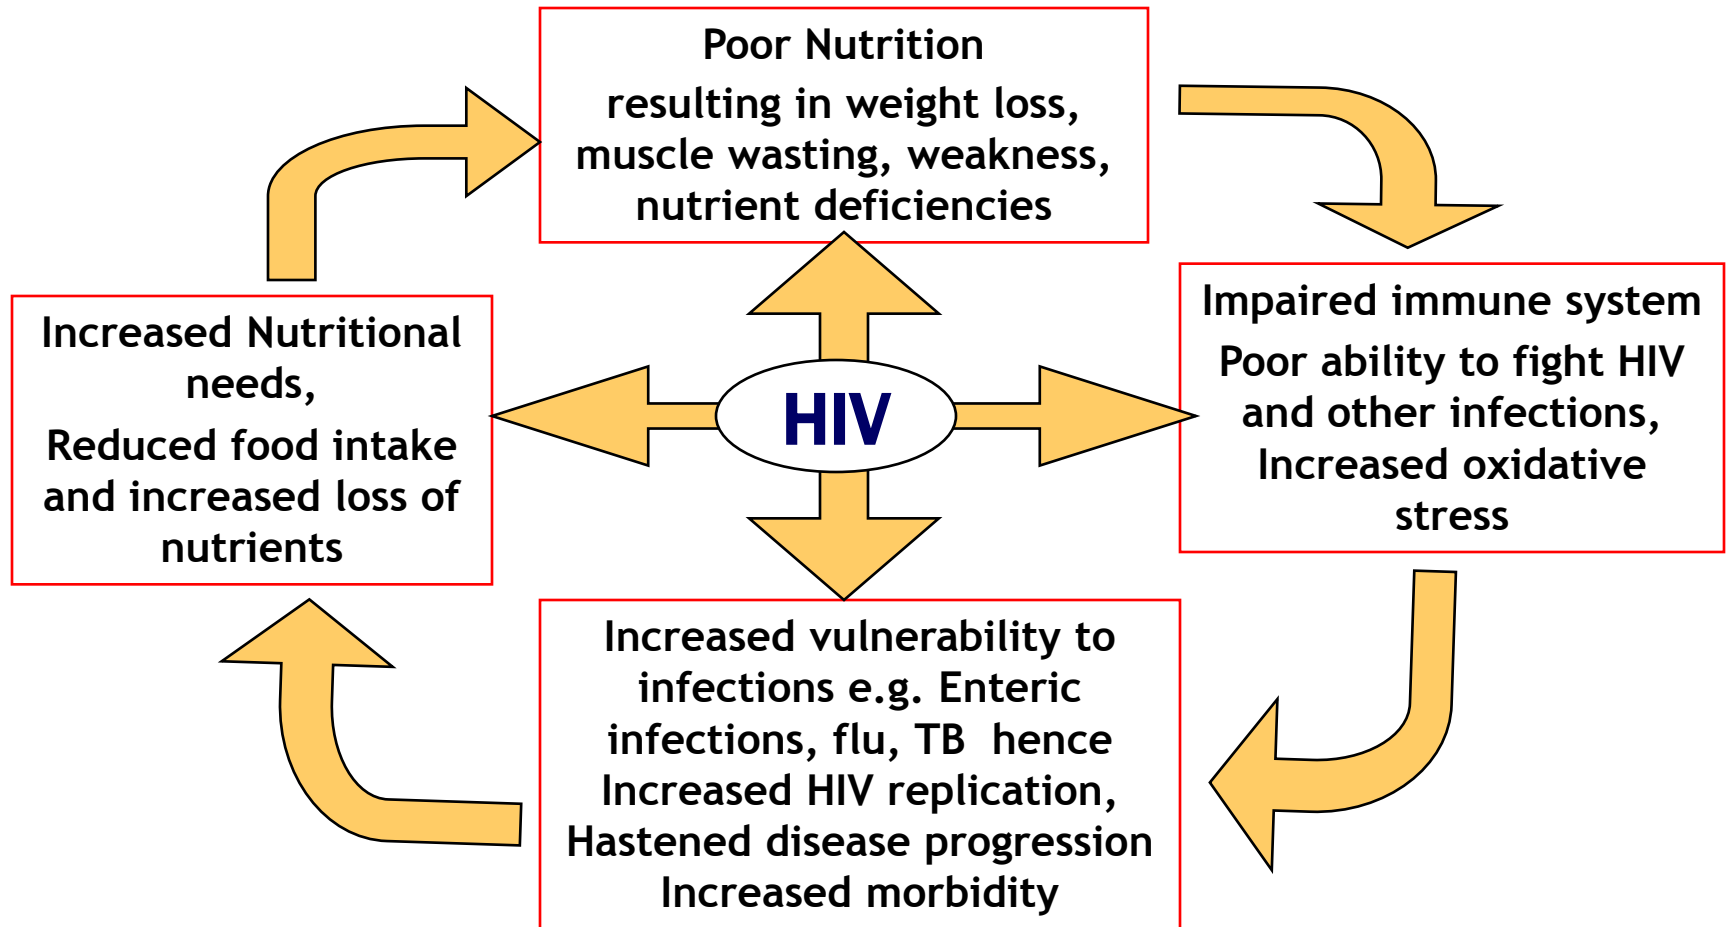 Poor Nutrition
resulting in weight loss,
muscle wasting, weakness,
nutrient deficiencies
Increased Nutritional
needs,
Reduced food intake
and increased loss of
nutrients
HIV
Impaired immune system
Poor ability to fight HIV
and other infections,
Increased oxidative
stress
Increased vulnerability to
infections e.g. Enteric
infections, flu, TB  hence
Increased HIV replication,
Hastened disease progression
Increased morbidity